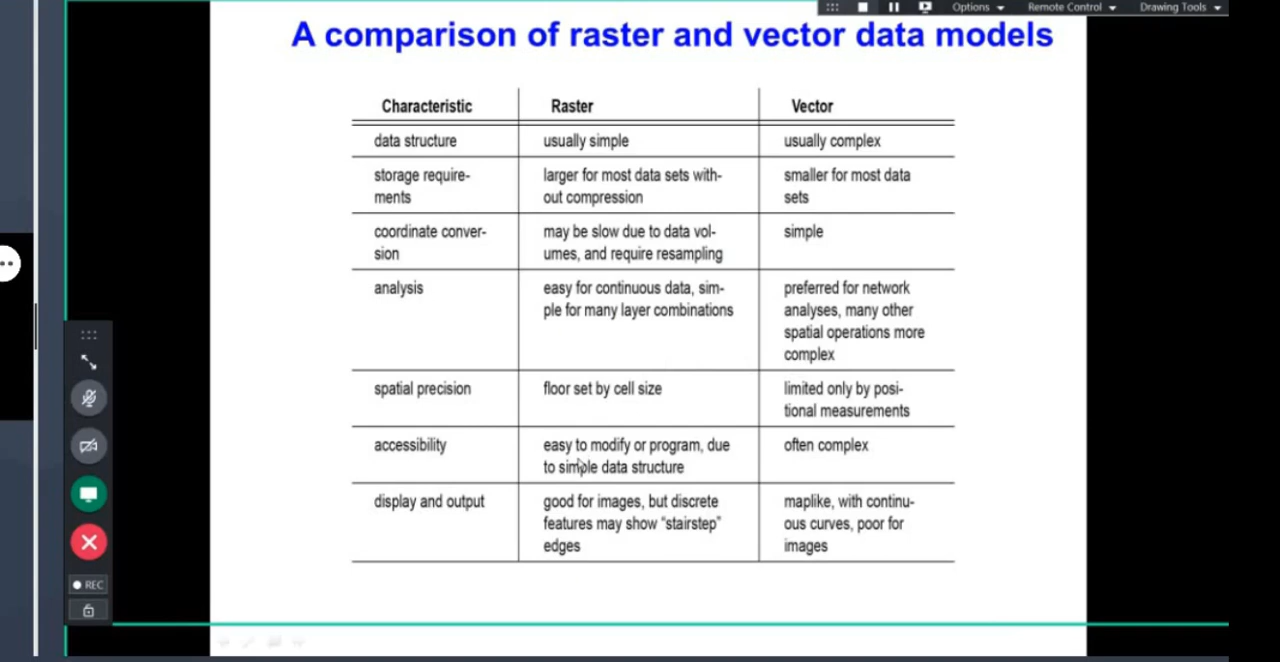 Options
Remote Control
Drawing Tools
A comparison of raster and vector data models
Characteristic
Raster
Vector
data structure
usually simple
usually complex
storage require-
ments
larger for most data sets with-
out compression
smaller for most data
sets
coordinate conver-
sion
may be slow due to data vol-
umes, and require resampling
simple
analysis
easy for continuous data, sim-
ple for many layer combinations
preferred for network
analyses, many other
spatial operations more
complex
spatial precision
floor set by cell size
limited only by posi-
tional measurements
accessibility
easy to modify or program, due
to simple data structure
often complex
display and output
good for images, but discrete
features may show “stairstep”
edges
maplike, with continu-
ous curves, poor for
images
REC